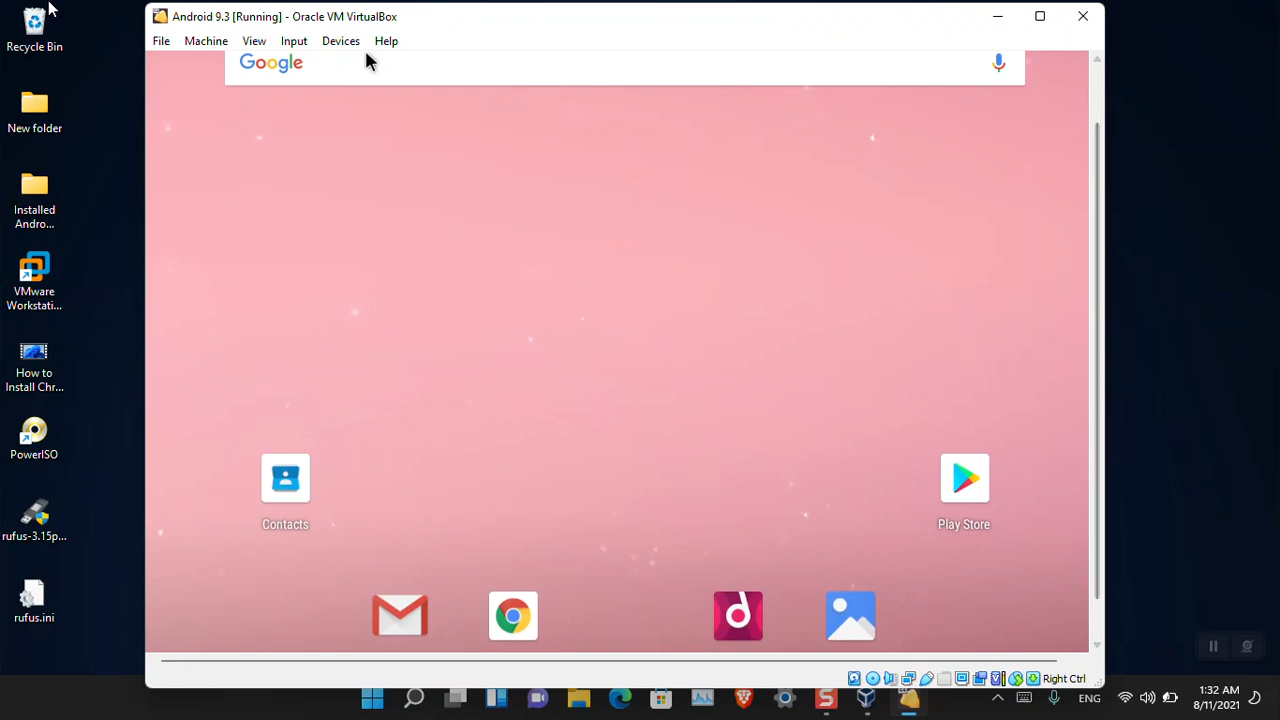 Android 9.3 [Running] - Oracle VM VirtualBox
File Machine View Input Devices Help
Google
Recycle Bin
New folder
Installed
Andro...
VMware
Workstati...
How to
Install Chr...
PowerISO
rufus-3.15p...
rufus.ini
Contacts
Play Store
Right Ctrl
ENG
1:32 AM
8/11/2021